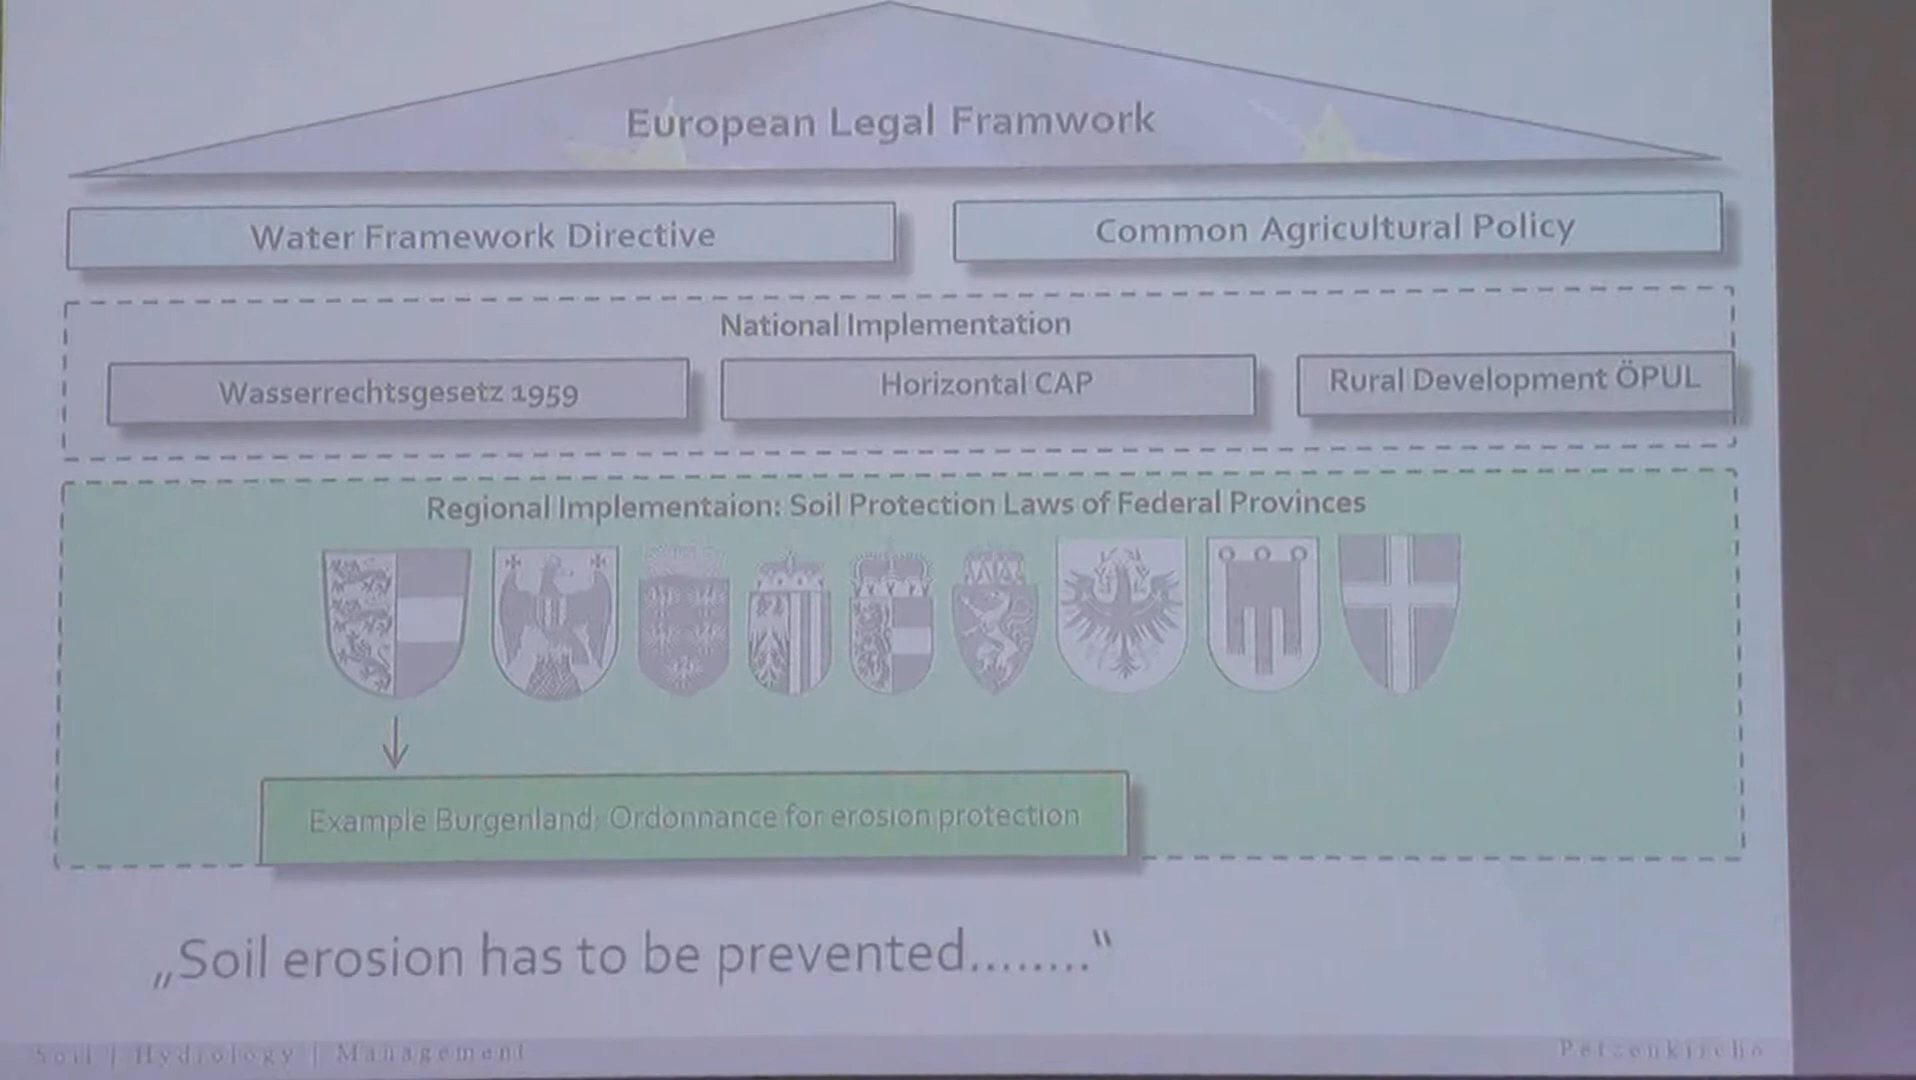 European Legal Framwork
Water Framework Directive
Common Agricultural Policy
National Implementation
Wasserrechtsgesetz 1959
Horizontal CAP
Rural Development ÖPUL
Regional Implementaion: Soil Protection Laws of Federal Provinces
Example Burgenland: Ordonnance for erosion protection
„Soil erosion has to be prevented........“
Soil | Hydrology | Management
Petzenkirchen